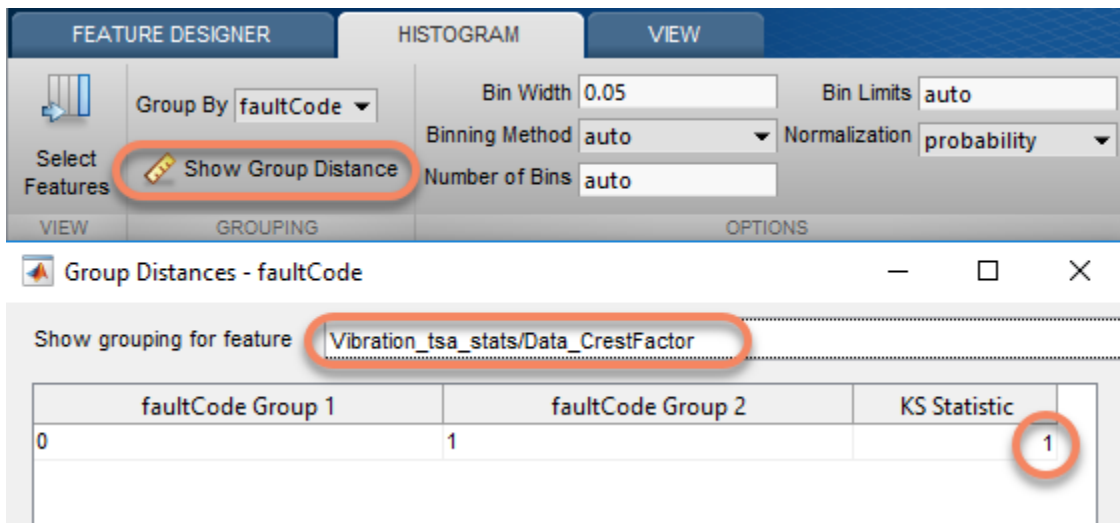 FEATURE DESIGNER HISTOGRAM VIEW
Select Features
Group By faultCode
Show Group Distance
Bin Width 0.05
Binning Method auto
Number of Bins auto
Bin Limits auto
Normalization probability
VIEW GROUPING OPTIONS
Group Distances - faultCode
Show grouping for feature Vibration_tsa_stats/Data_CrestFactor
faultCode Group 1 faultCode Group 2 KS Statistic
0 1 1